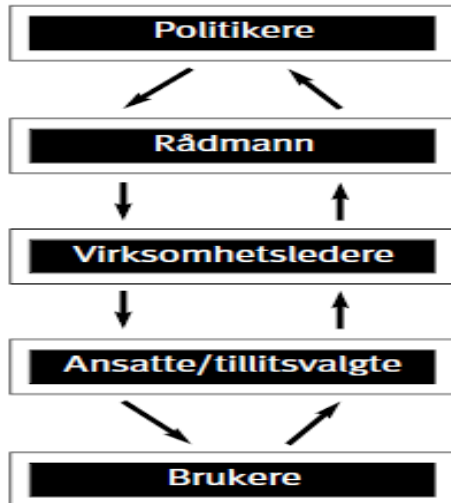 Politikere
Rådmann
Virksomhetsledere
Ansatte/tillitsvalgte
Brukere